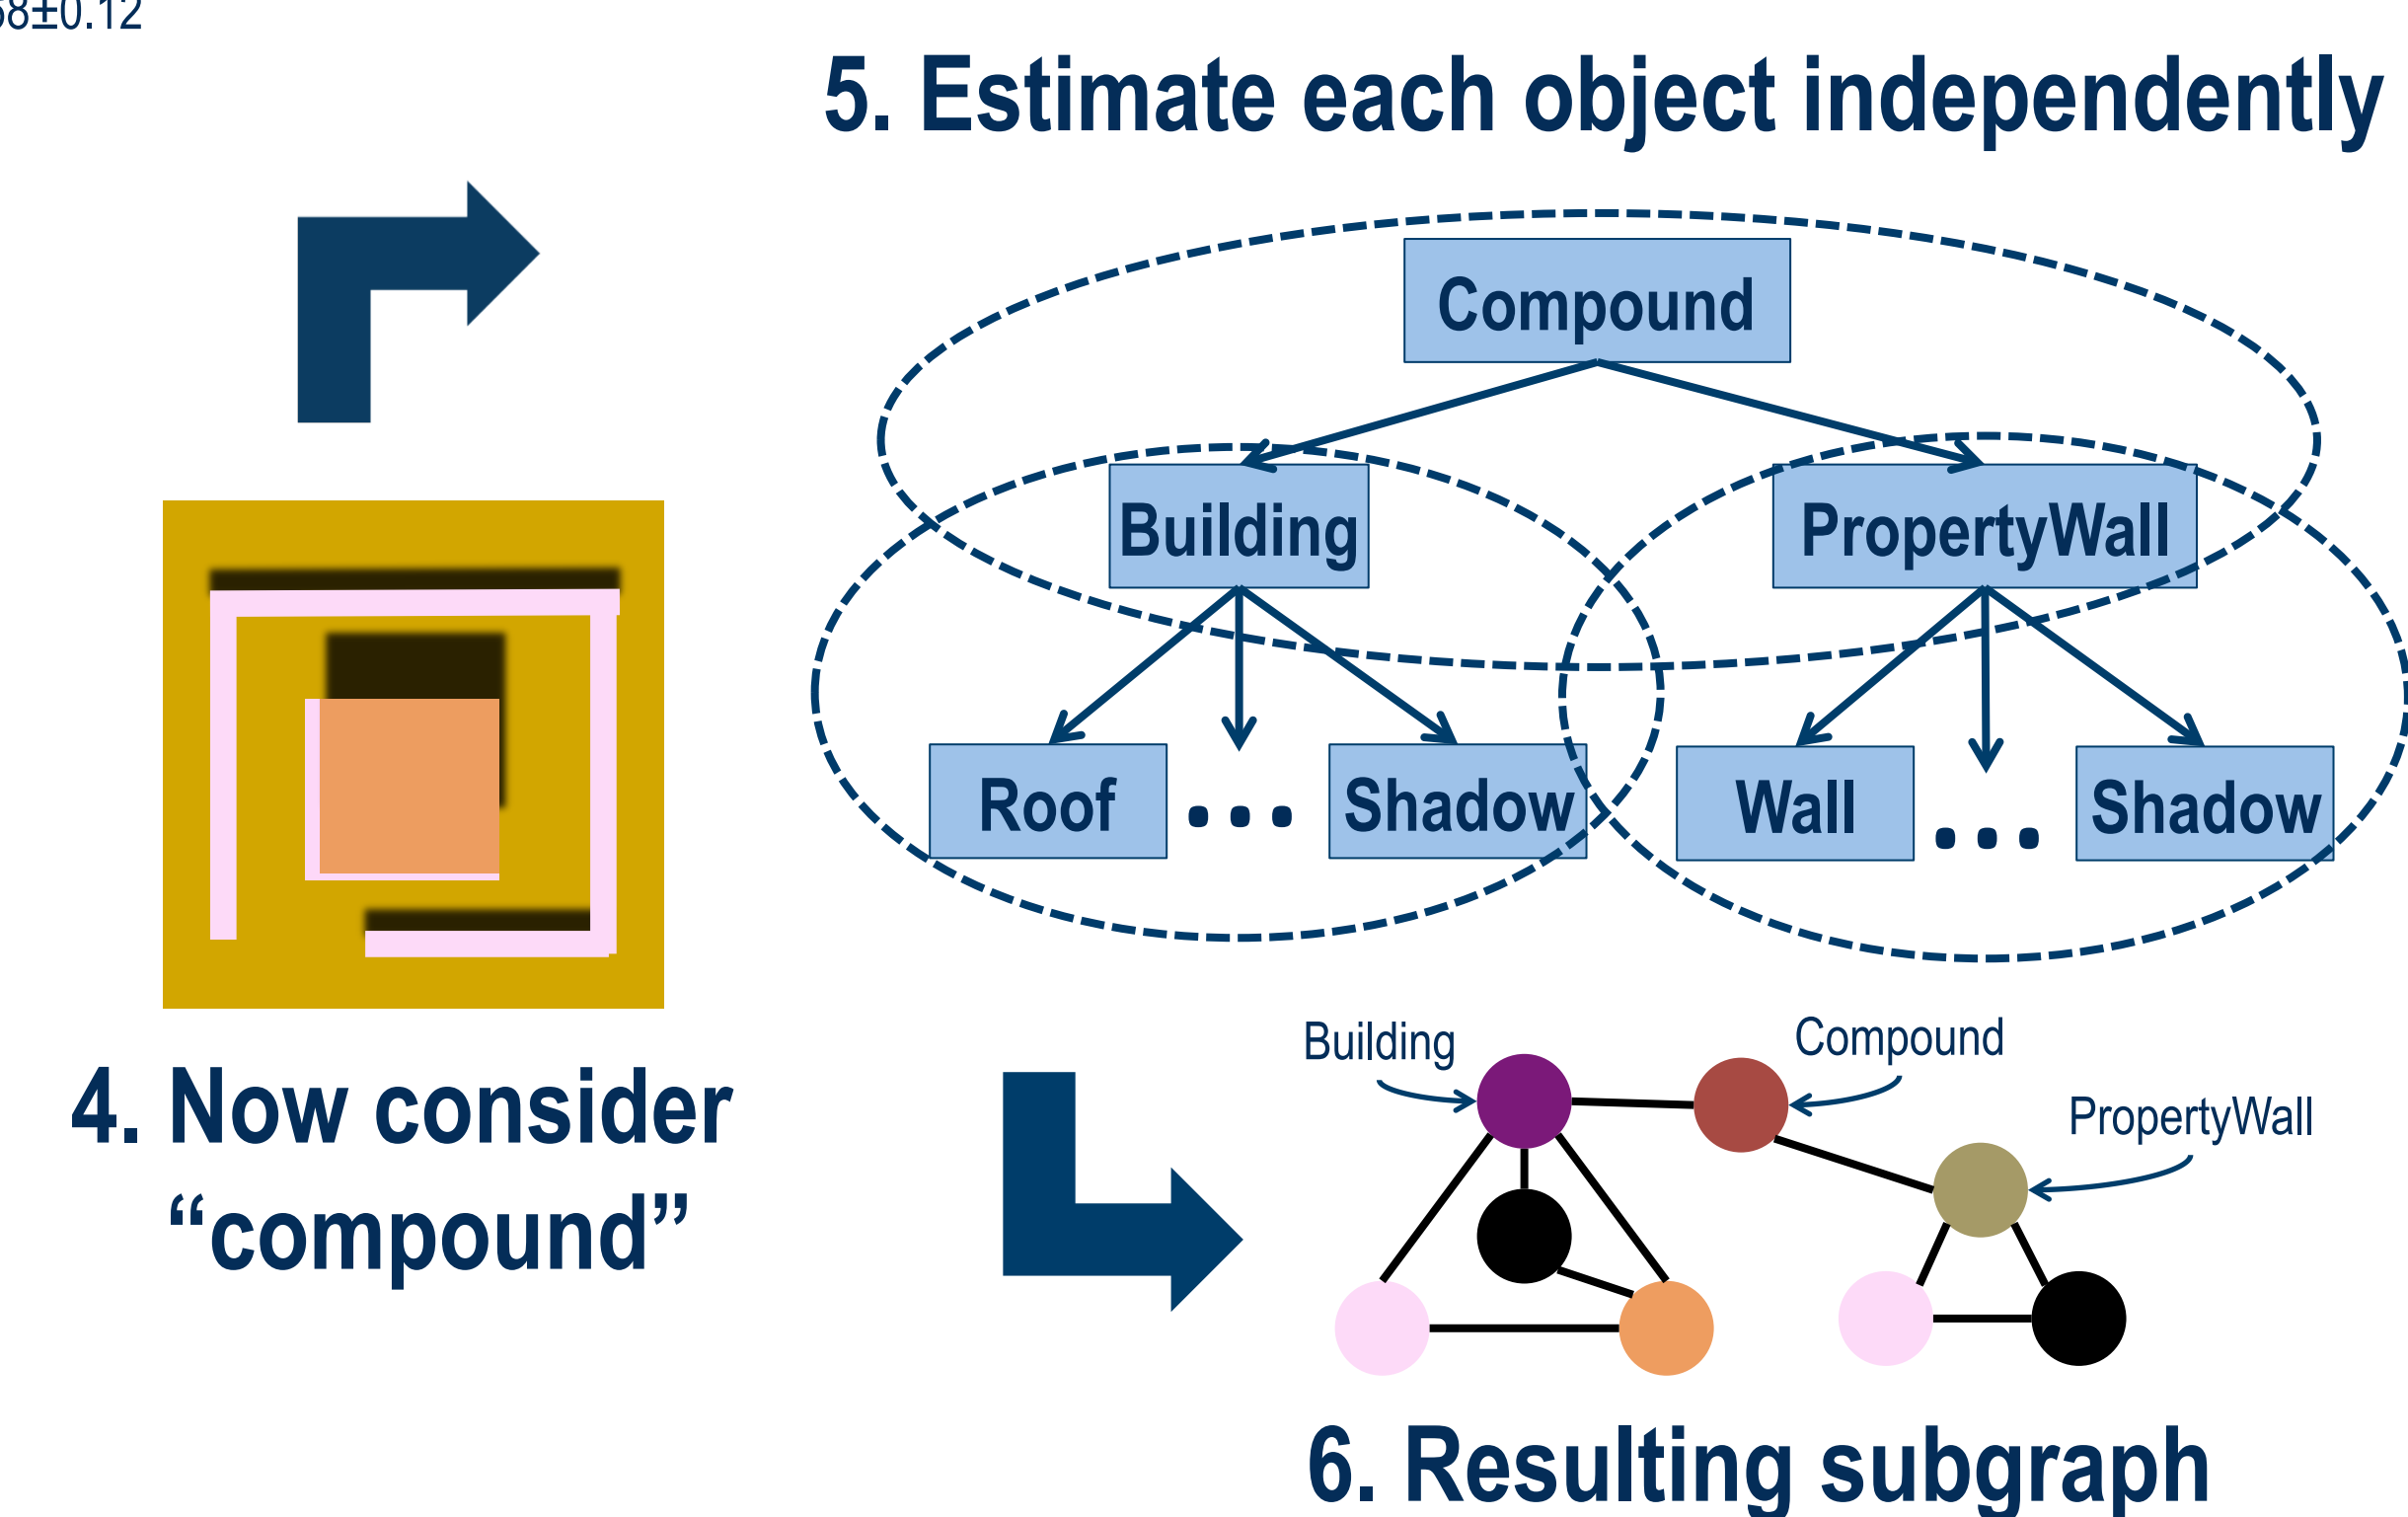 5. Estimate each object independently
Compound
Building
PropertyWall
Roof
...
Shadow
Wall
...
Shadow
4. Now consider
“compound”
Building
Compound
PropertyWall
6. Resulting subgraph